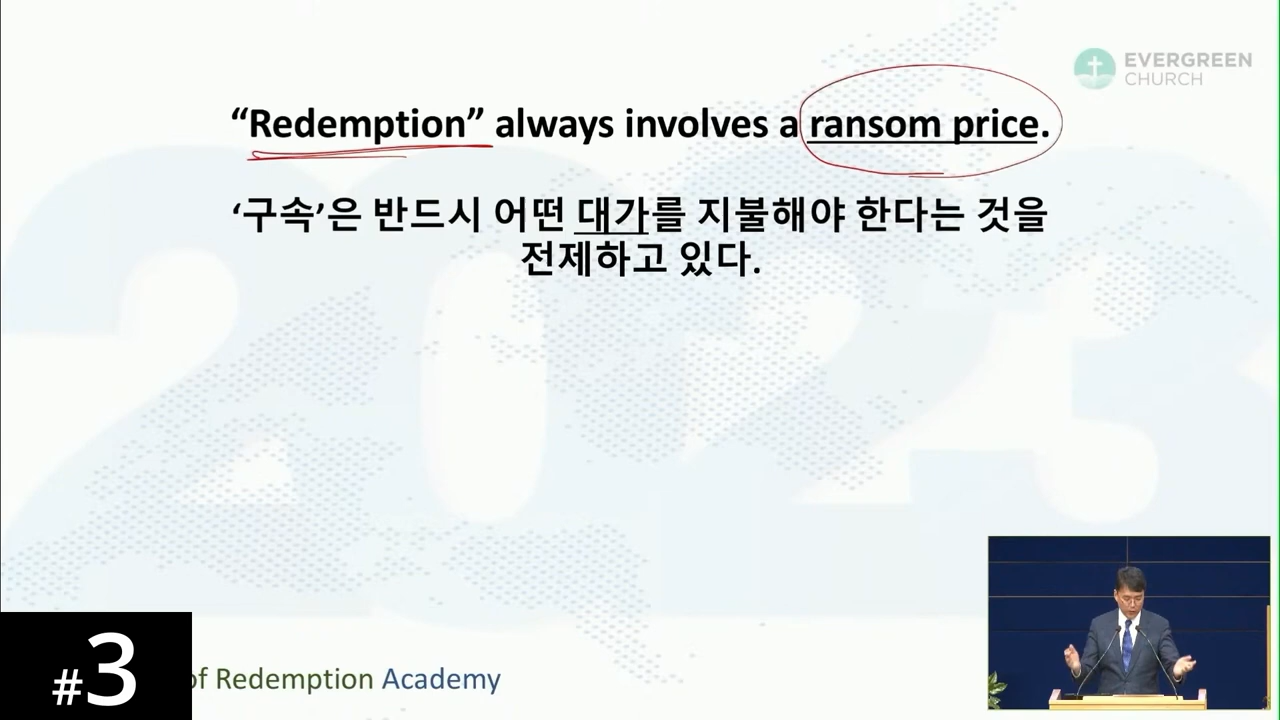 EVERGREEN
CHURCH
“Redemption” always involves a ransom price.
‘구속’은 반드시 어떤 대가를 지불해야 한다는 것을
전제하고 있다.
#3
of Redemption Academy